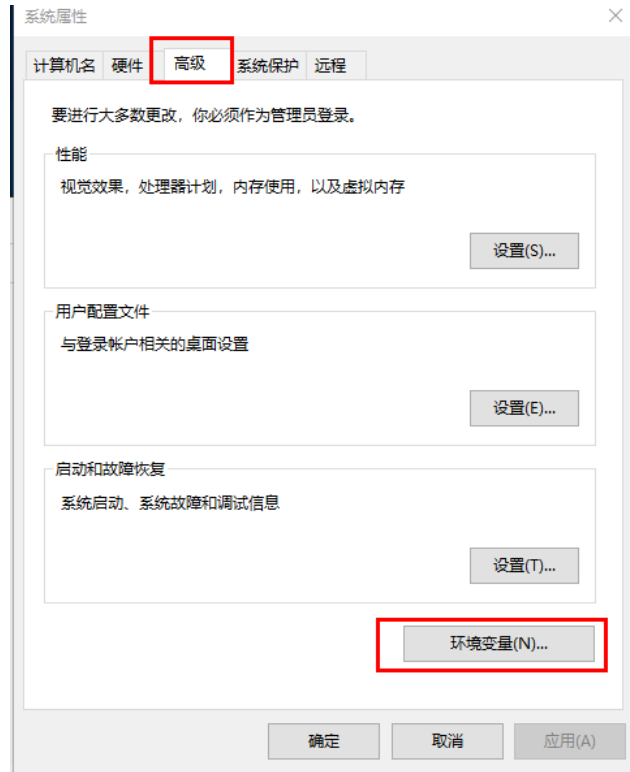 系统属性
计算机名 硬件 高级 系统保护 远程
要进行大多数更改，你必须作为管理员登录。
性能
视觉效果，处理器计划，内存使用，以及虚拟内存
设置(S)...
用户配置文件
与登录帐户相关的桌面设置
设置(E)...
启动和故障恢复
系统启动、系统故障和调试信息
设置(T)...
环境变量(N)...
确定 取消 应用(A)